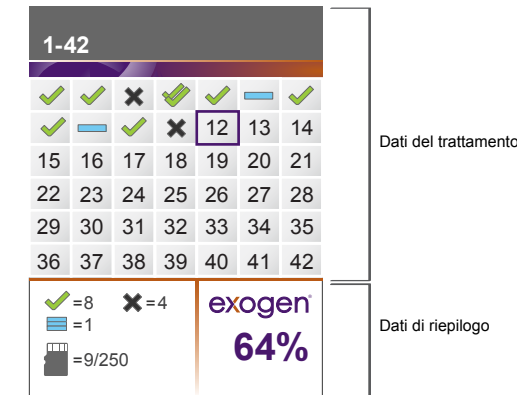 1-42
12 13 14
15 16 17 18 19 20 21
22 23 24 25 26 27 28
29 30 31 32 33 34 35
36 37 38 39 40 41 42
=8 =4
=1
=9/250
exogen
64%
Dati del trattamento
Dati di riepilogo